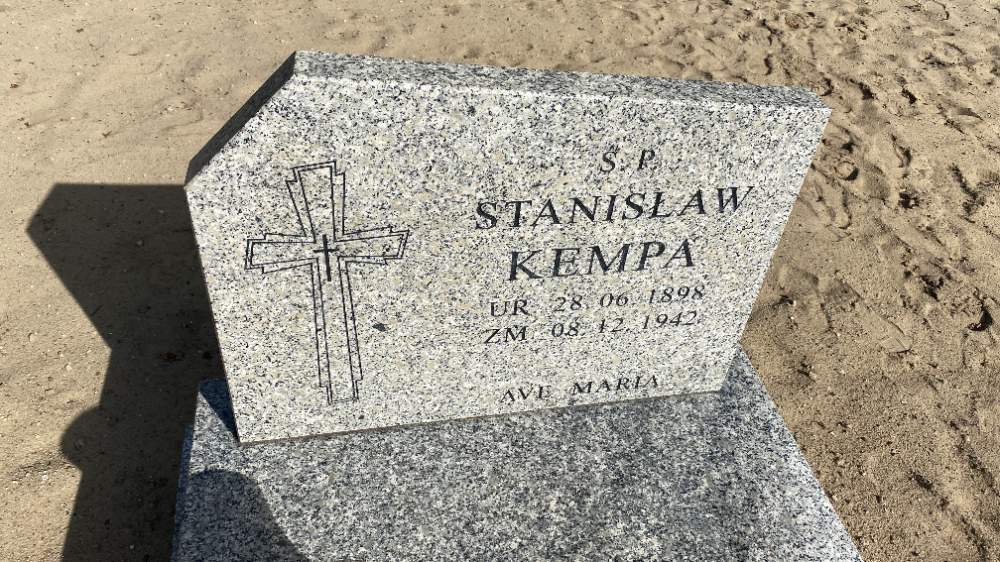 Ś. P.
STANISŁAW
KEMPA
UR. 28. 06. 1898
ZM. 08. 12. 1942
AVE MARIA